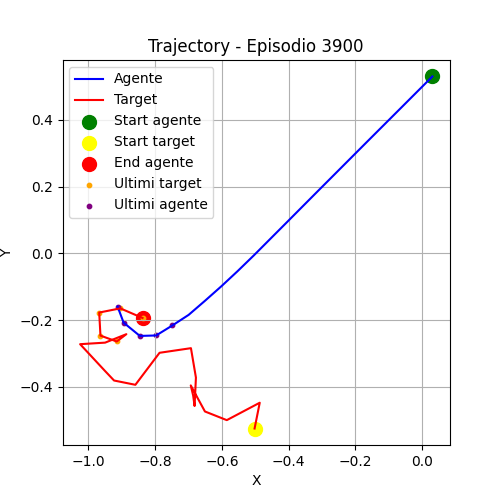 Trajectory - Episodio 3900
Agente
Target
Start agente
Start target
End agente
Ultimi target
Ultimi agente
Y
0.4
0.2
0.0
−0.2
−0.4
−1.0 −0.8 −0.6 −0.4 −0.2 0.0
X